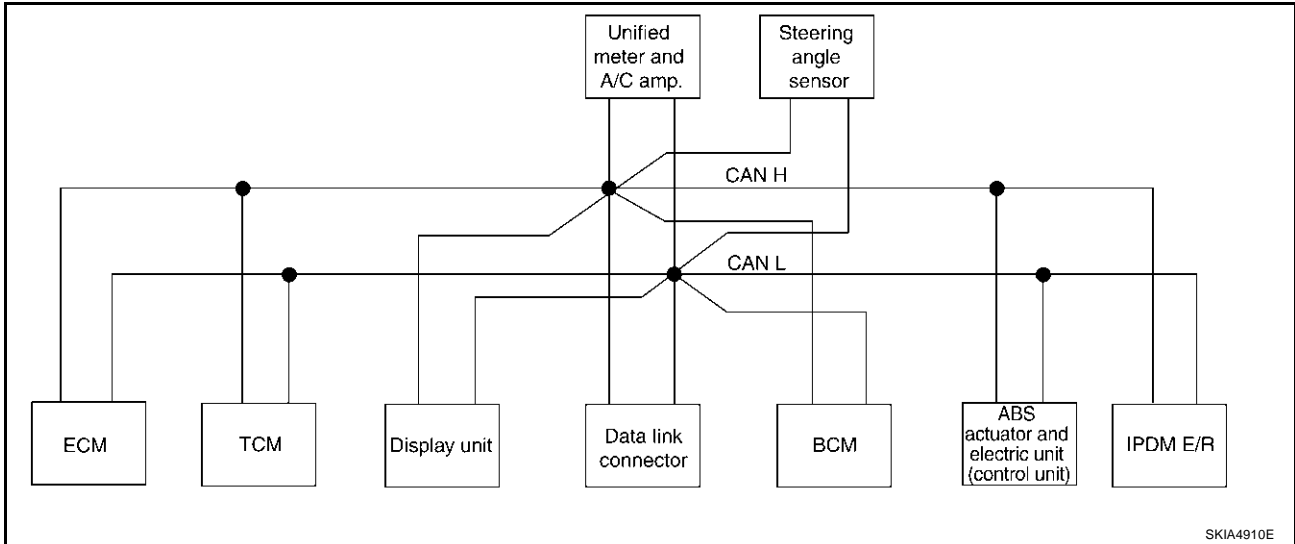 Unified
meter and
A/C amp.
Steering
angle
sensor
CAN H
CAN L
ECM
TCM
Display unit
Data link
connector
BCM
ABS
actuator and
electric unit
(control unit)
IPDM E/R
SKIA4910E